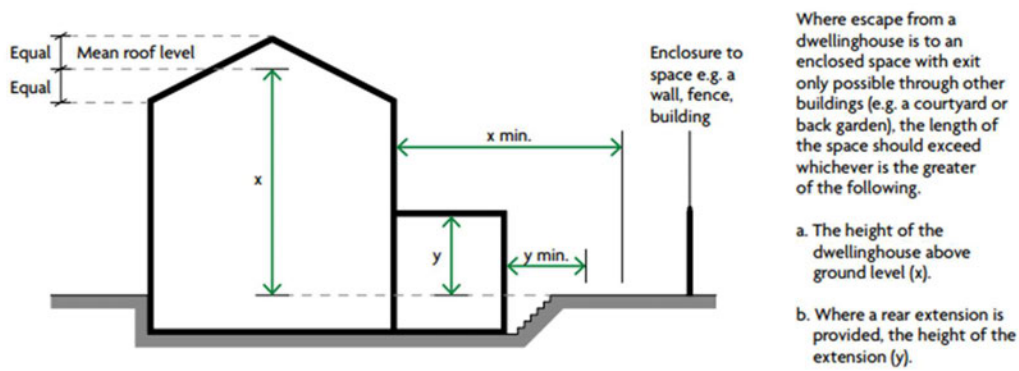 Equal
Mean roof level
Equal
x
x min.
y
y min.
Enclosure to
space e.g. a
wall, fence,
building
Where escape from a
dwellinghouse is to an
enclosed space with exit
only possible through other
buildings (e.g. a courtyard or
back garden), the length of
the space should exceed
whichever is the greater
of the following.
a. The height of the
dwellinghouse above
ground level (x).
b. Where a rear extension is
provided, the height of the
extension (y).